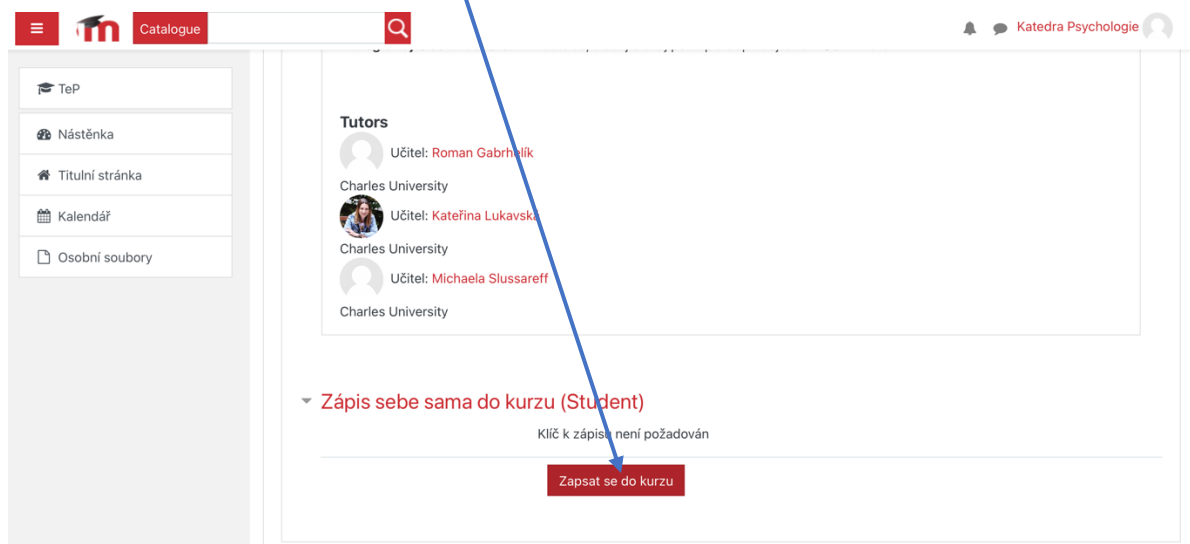 Catalogue
Katedra Psychologie
TeP
Nástěnka
Titulní stránka
Kalendář
Osobní soubory
Tutors
Učitel: Roman Gabrhelík
Charles University
Učitel: Kateřina Lukavská
Charles University
Učitel: Michaela Slussareff
Charles University
Zápis sebe sama do kurzu (Student)
Klíč k zápisu není požadován
Zapsat se do kurzu